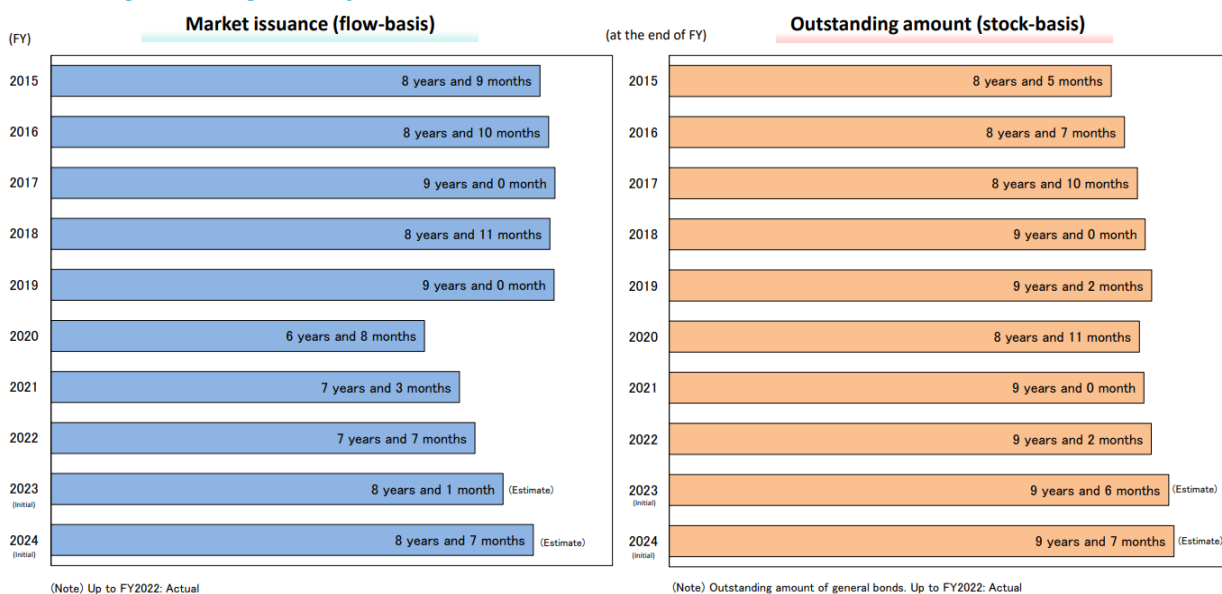 Market issuance (flow-basis)
(FY)
2015
8 years and 9 months
2016
8 years and 10 months
2017
9 years and 0 month
2018
8 years and 11 months
2019
9 years and 0 month
2020
6 years and 8 months
2021
7 years and 3 months
2022
7 years and 7 months
2023
(Initial)
8 years and 1 month
(Estimate)
2024
(Initial)
8 years and 7 months
(Estimate)
(Note) Up to FY2022: Actual
Outstanding amount (stock-basis)
(at the end of FY)
2015
8 years and 5 months
2016
8 years and 7 months
2017
8 years and 10 months
2018
9 years and 0 month
2019
9 years and 2 months
2020
8 years and 11 months
2021
9 years and 0 month
2022
9 years and 2 months
2023
(Initial)
9 years and 6 months
(Estimate)
2024
(Initial)
9 years and 7 months
(Estimate)
(Note) Outstanding amount of general bonds. Up to FY2022: Actual